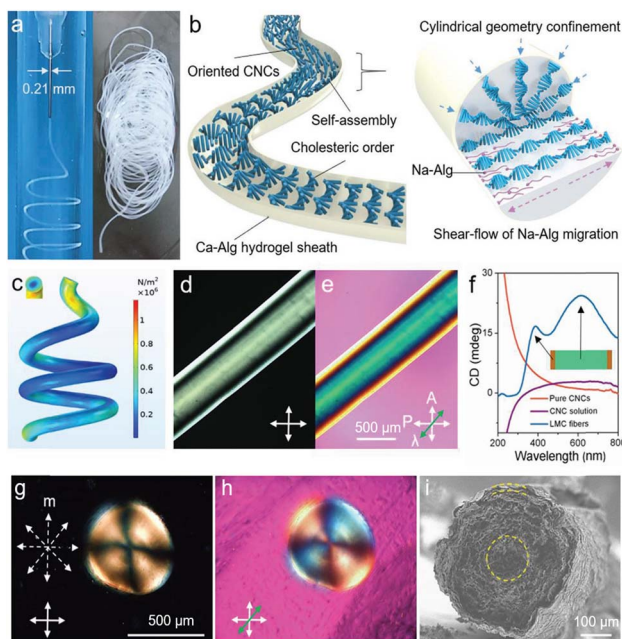 a
0.21 mm
b
Oriented CNCs
Self-assembly
Cholesteric order
Ca-Alg hydrogel sheath
Cylindrical geometry confinement
Na-Alg
Shear-flow of Na-Alg migration
c
N/m²
×10⁶
1
0.8
0.6
0.4
0.2
d
e
500 μm
A
P
λ
f
CD (mdeg)
30
15
0
Pure CNCs
CNC solution
LMC fibers
200 400 600 800
Wavelength (nm)
g
m
500 μm
h
i
100 μm